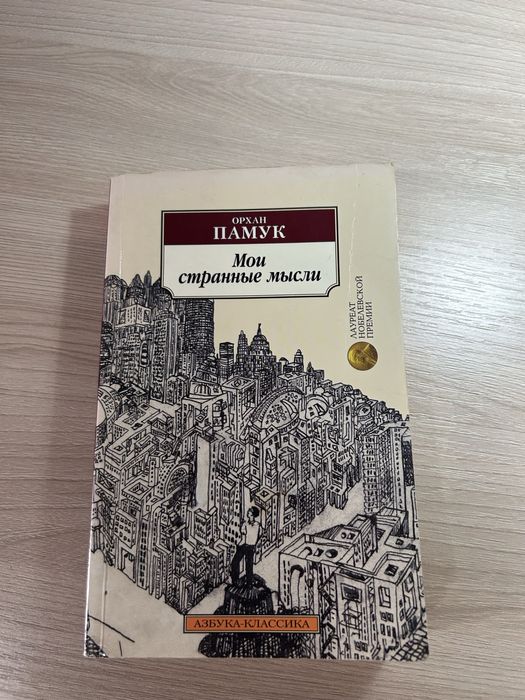 ОРХАН
ПАМУК
Мои
странные мысли
ЛАУРЕАТ
НОБЕЛЕВСКОЙ
ПРЕМИИ
АЗБУКА-КЛАССИКА